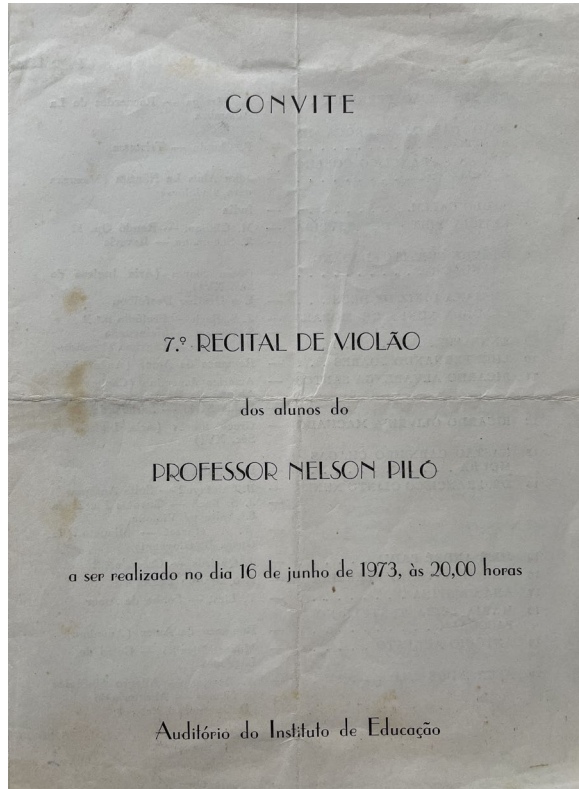 CONVITE
7.º RECITAL DE VIOLÃO
dos alunos do
PROFESSOR NELSON PILÓ
a ser realizado no dia 16 de junho de 1973, às 20,00 horas
Auditório do Instituto de Educação